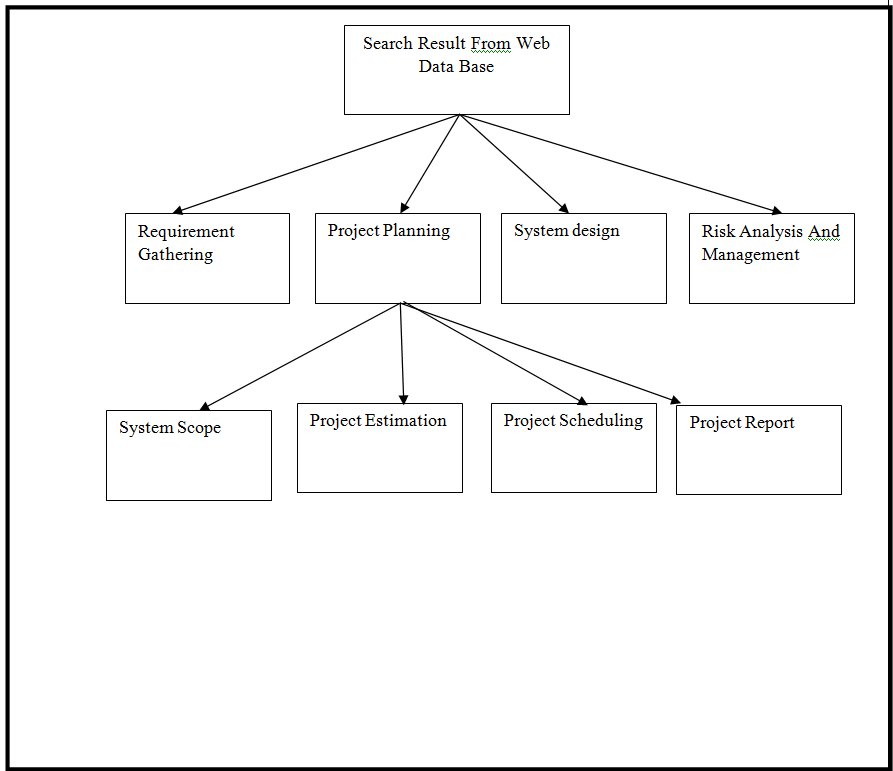 Search Result From Web
Data Base
Requirement
Gathering
Project Planning
System design
Risk Analysis And
Management
System Scope
Project Estimation
Project Scheduling
Project Report